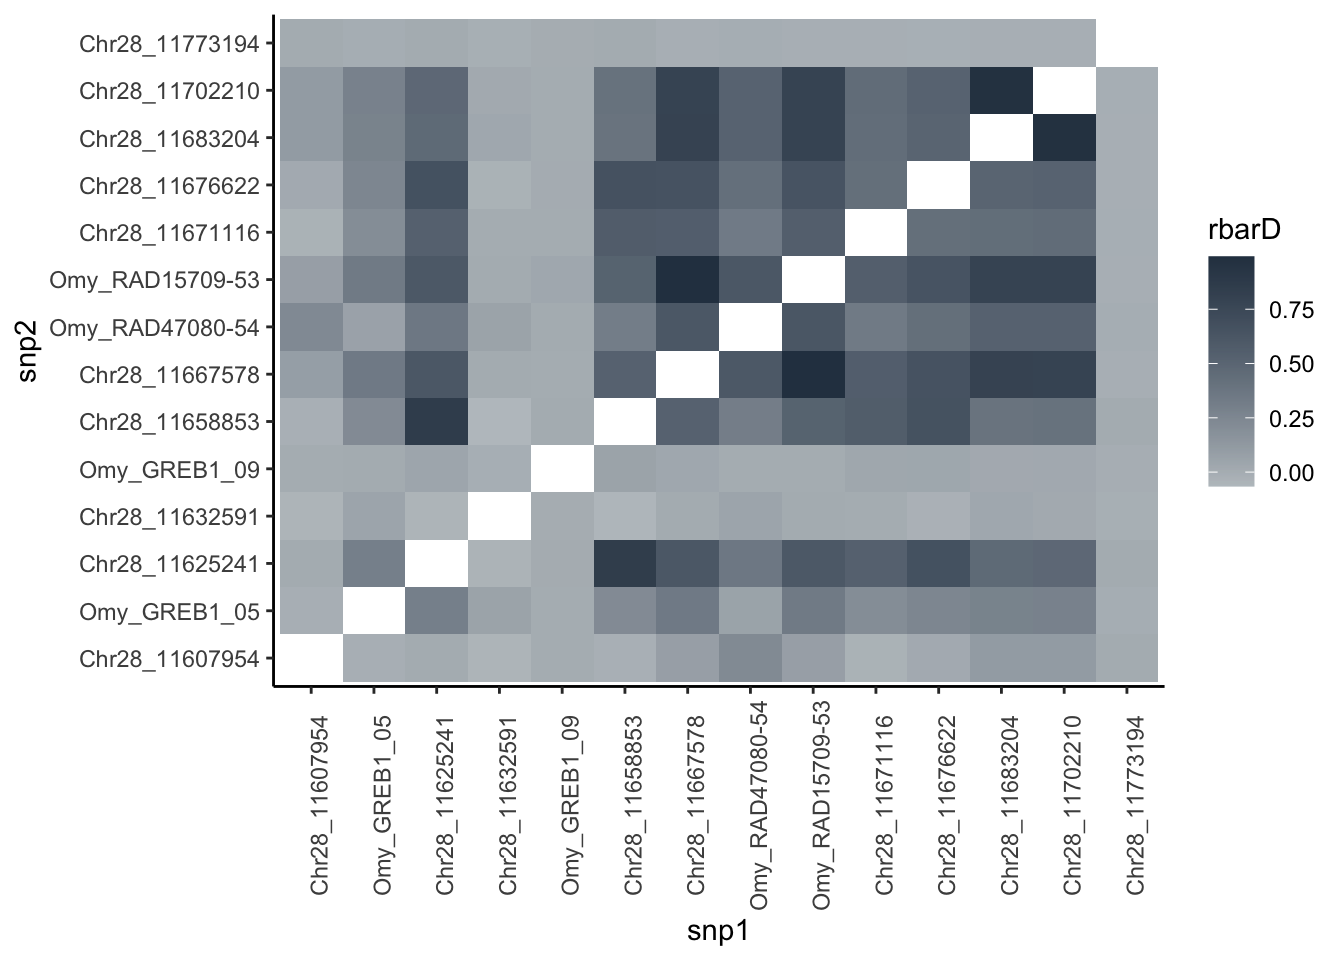 Chr28_11773194
Chr28_11702210
Chr28_11683204
Chr28_11676622
Chr28_11671116
Omy_RAD15709-53
Omy_RAD47080-54
Chr28_11667578
Chr28_11658853
Omy_GREB1_09
Chr28_11632591
Chr28_11625241
Omy_GREB1_05
Chr28_11607954
snp2
Chr28_11607954
Omy_GREB1_05
Chr28_11625241
Chr28_11632591
Omy_GREB1_09
Chr28_11658853
Chr28_11667578
Omy_RAD47080-54
Omy_RAD15709-53
Chr28_11671116
Chr28_11676622
Chr28_11683204
Chr28_11702210
Chr28_11773194
snp1
rbarD
0.75
0.50
0.25
0.00